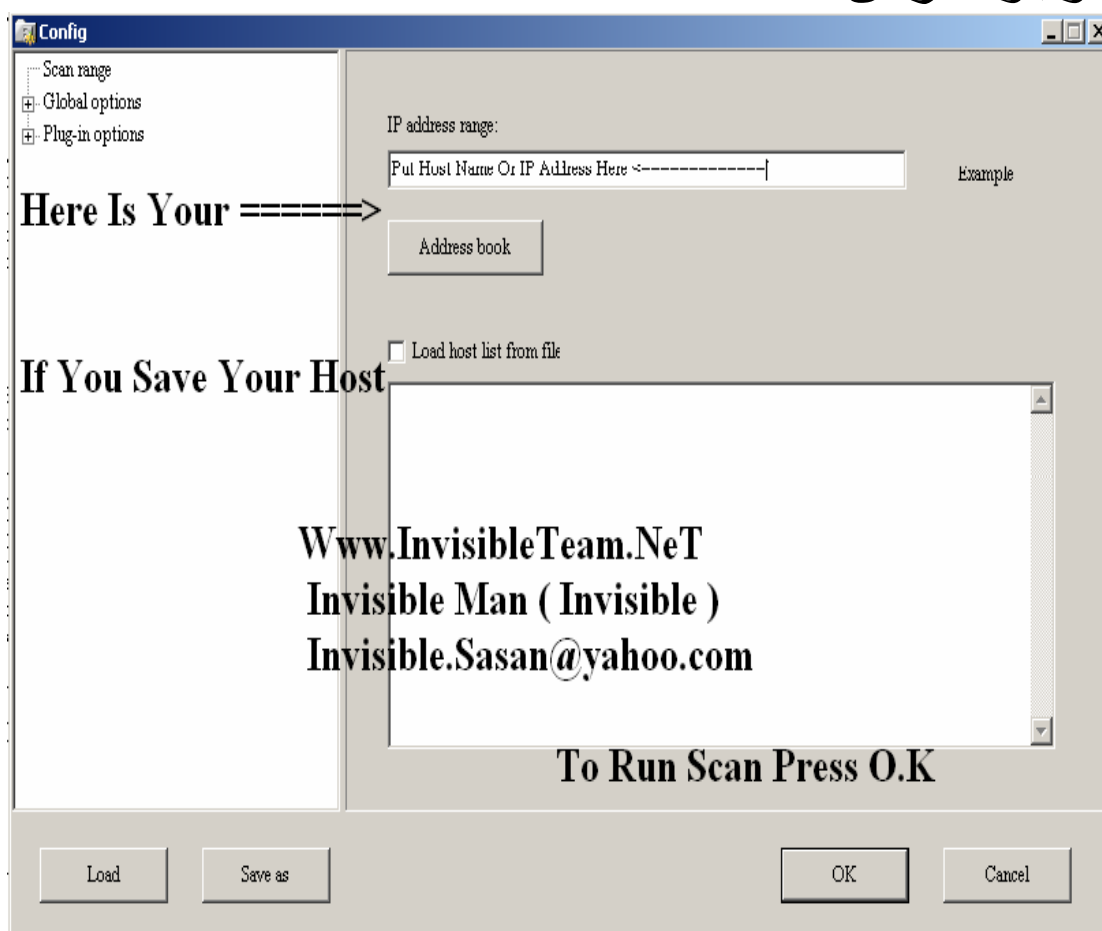 Config
Scan range
Global options
Plug-in options
IP address range:
Put Host Name Or IP Address Here <--------------|
Example
Here Is Your ======>
Address book
Load host list from file
If You Save Your Host
Www.InvisibleTeam.NeT
Invisible Man ( Invisible )
Invisible.Sasan@yahoo.com
To Run Scan Press O.K
Load
Save as
OK
Cancel